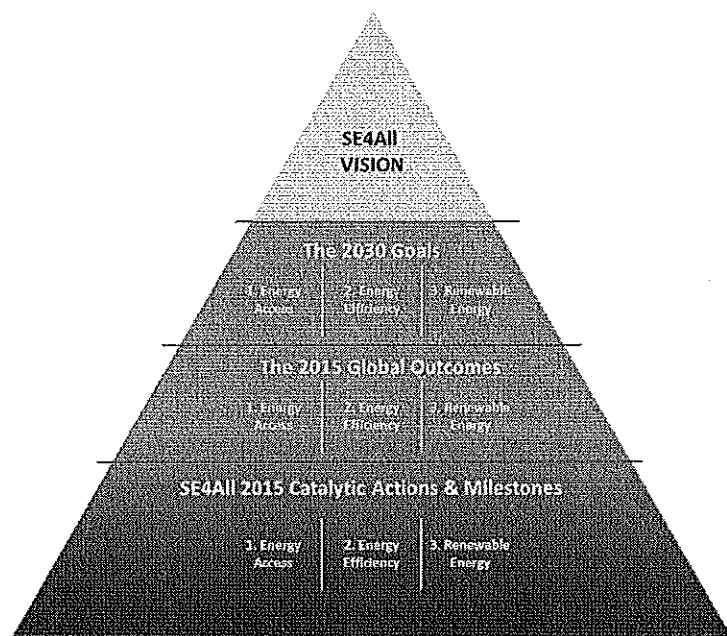 SE4All
VISION
The 2030 Goals
1. Energy
Access
2. Energy
Efficiency
3. Renewable
Energy
The 2015 Global Outcomes
1. Energy
Access
2. Energy
Efficiency
3. Renewable
Energy
SE4All 2015 Catalytic Actions & Milestones
1. Energy
Access
2. Energy
Efficiency
3. Renewable
Energy